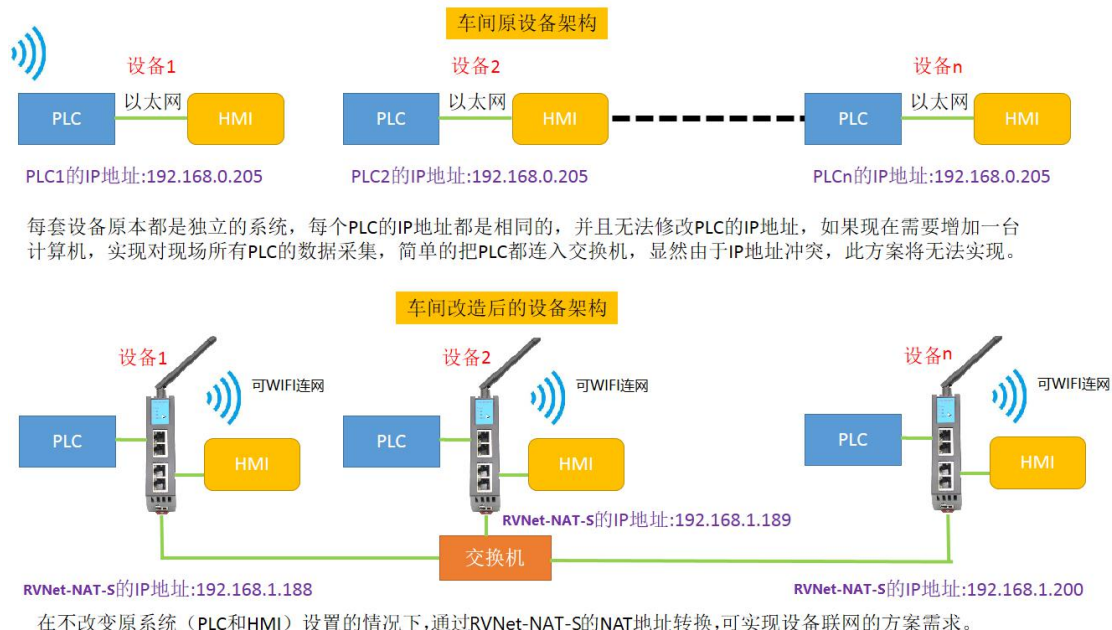 车间原设备架构
设备1
设备2
设备n
PLC
以太网
HMI
PLC
以太网
HMI
PLC
以太网
HMI
PLC1的IP地址:192.168.0.205
PLC2的IP地址:192.168.0.205
PLCn的IP地址:192.168.0.205
每套设备原本都是独立的系统，每个PLC的IP地址都是相同的，并且无法修改PLC的IP地址，如果现在需要增加一台
计算机，实现对现场所有PLC的数据采集，简单的把PLC都连入交换机，显然由于IP地址冲突，此方案将无法实现。
车间改造后的设备架构
设备1
设备2
设备n
可WIFI连网
可WIFI连网
可WIFI连网
PLC
HMI
PLC
HMI
PLC
HMI
RVNet-NAT-S的IP地址:192.168.1.189
交换机
RVNet-NAT-S的IP地址:192.168.1.188
RVNet-NAT-S的IP地址:192.168.1.200
在不改变原系统（PLC和HMI）设置的情况下,通过RVNet-NAT-S的NAT地址转换,可实现设备联网的方案需求。